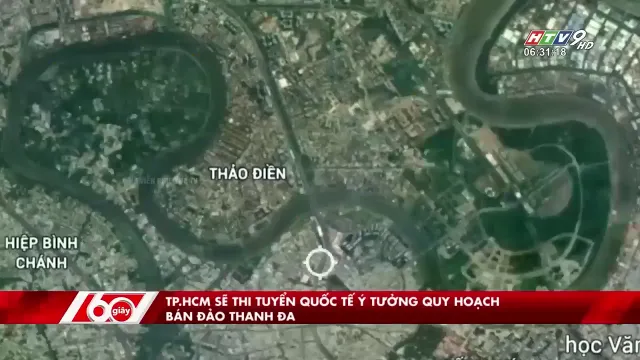 HTV9 HD
06:31:18
THẢO ĐIỀN
HIỆP BÌNH
CHÁNH
60 giây
TP.HCM SẼ THI TUYỂN QUỐC TẾ Ý TƯỞNG QUY HOẠCH
BÁN ĐẢO THANH ĐA
học Văn